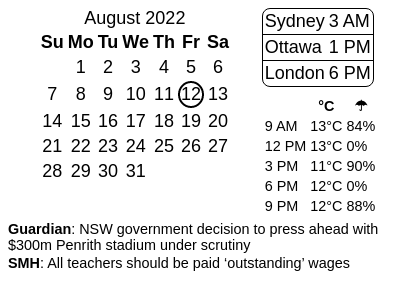 August 2022
Su Mo Tu We Th Fr Sa
1 2 3 4 5 6
7 8 9 10 11 12 13
14 15 16 17 18 19 20
21 22 23 24 25 26 27
28 29 30 31
Sydney 3 AM
Ottawa 1 PM
London 6 PM
°C ☂
9 AM 13°C 84%
12 PM 13°C 0%
3 PM 11°C 90%
6 PM 12°C 0%
9 PM 12°C 88%
Guardian: NSW government decision to press ahead with
$300m Penrith stadium under scrutiny
SMH: All teachers should be paid ‘outstanding’ wages